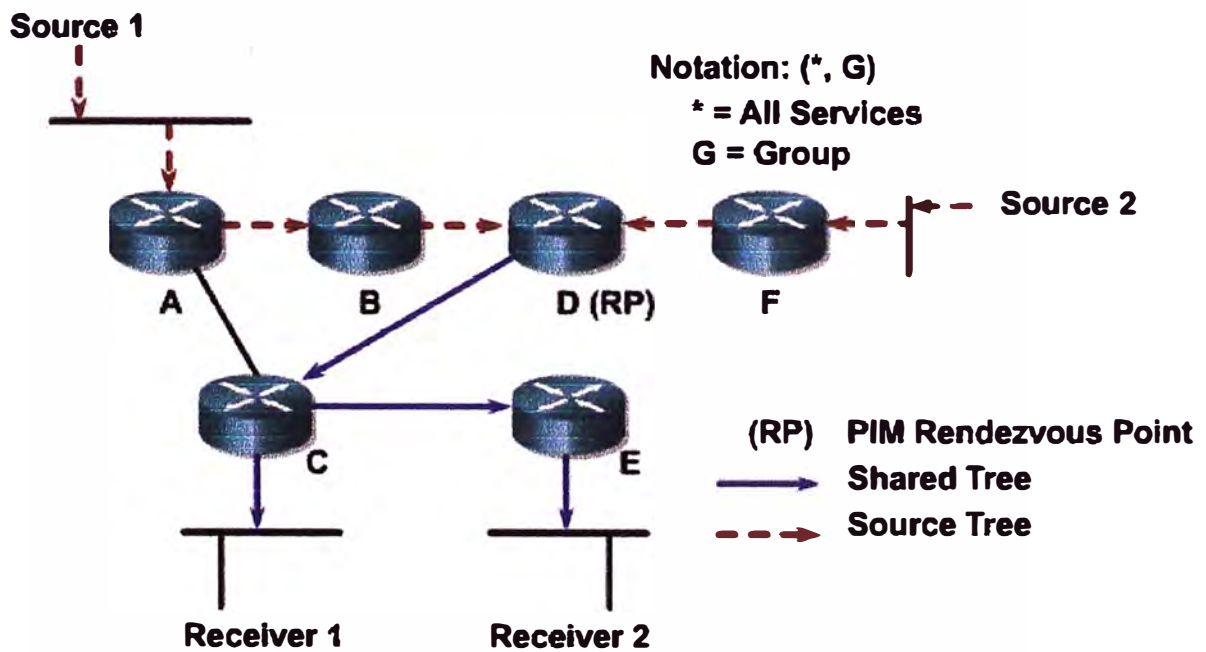 Source 1
Notation: (*, G)
* = All Services
G = Group
Source 2
A
B
D (RP)
F
C
E
(RP) PIM Rendezvous Point
Shared Tree
Source Tree
Receiver 1
Receiver 2